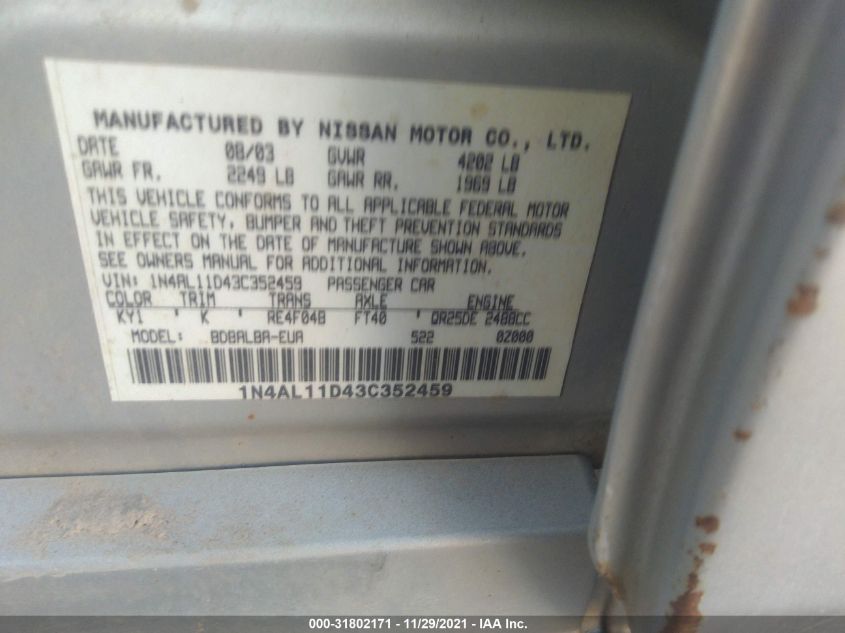 MANUFACTURED BY NISSAN MOTOR CO., LTD.
DATE 08/03 GVWR 4202 LB
GAWR FR. 2249 LB GAWR RR. 1969 LB
THIS VEHICLE CONFORMS TO ALL APPLICABLE FEDERAL MOTOR
VEHICLE SAFETY, BUMPER AND THEFT PREVENTION STANDARDS
IN EFFECT ON THE DATE OF MANUFACTURE SHOWN ABOVE.
SEE OWNERS MANUAL FOR ADDITIONAL INFORMATION.
VIN: 1N4AL11D43C352459 PASSENGER CAR
COLOR TRIM TRANS AXLE ENGINE
KY1 K RE4F04B FT40 QR25DE 2488CC
MODEL: BDBALBA-EUA 522 0Z000
1N4AL11D43C352459
000-31802171 - 11/29/2021 - IAA Inc.